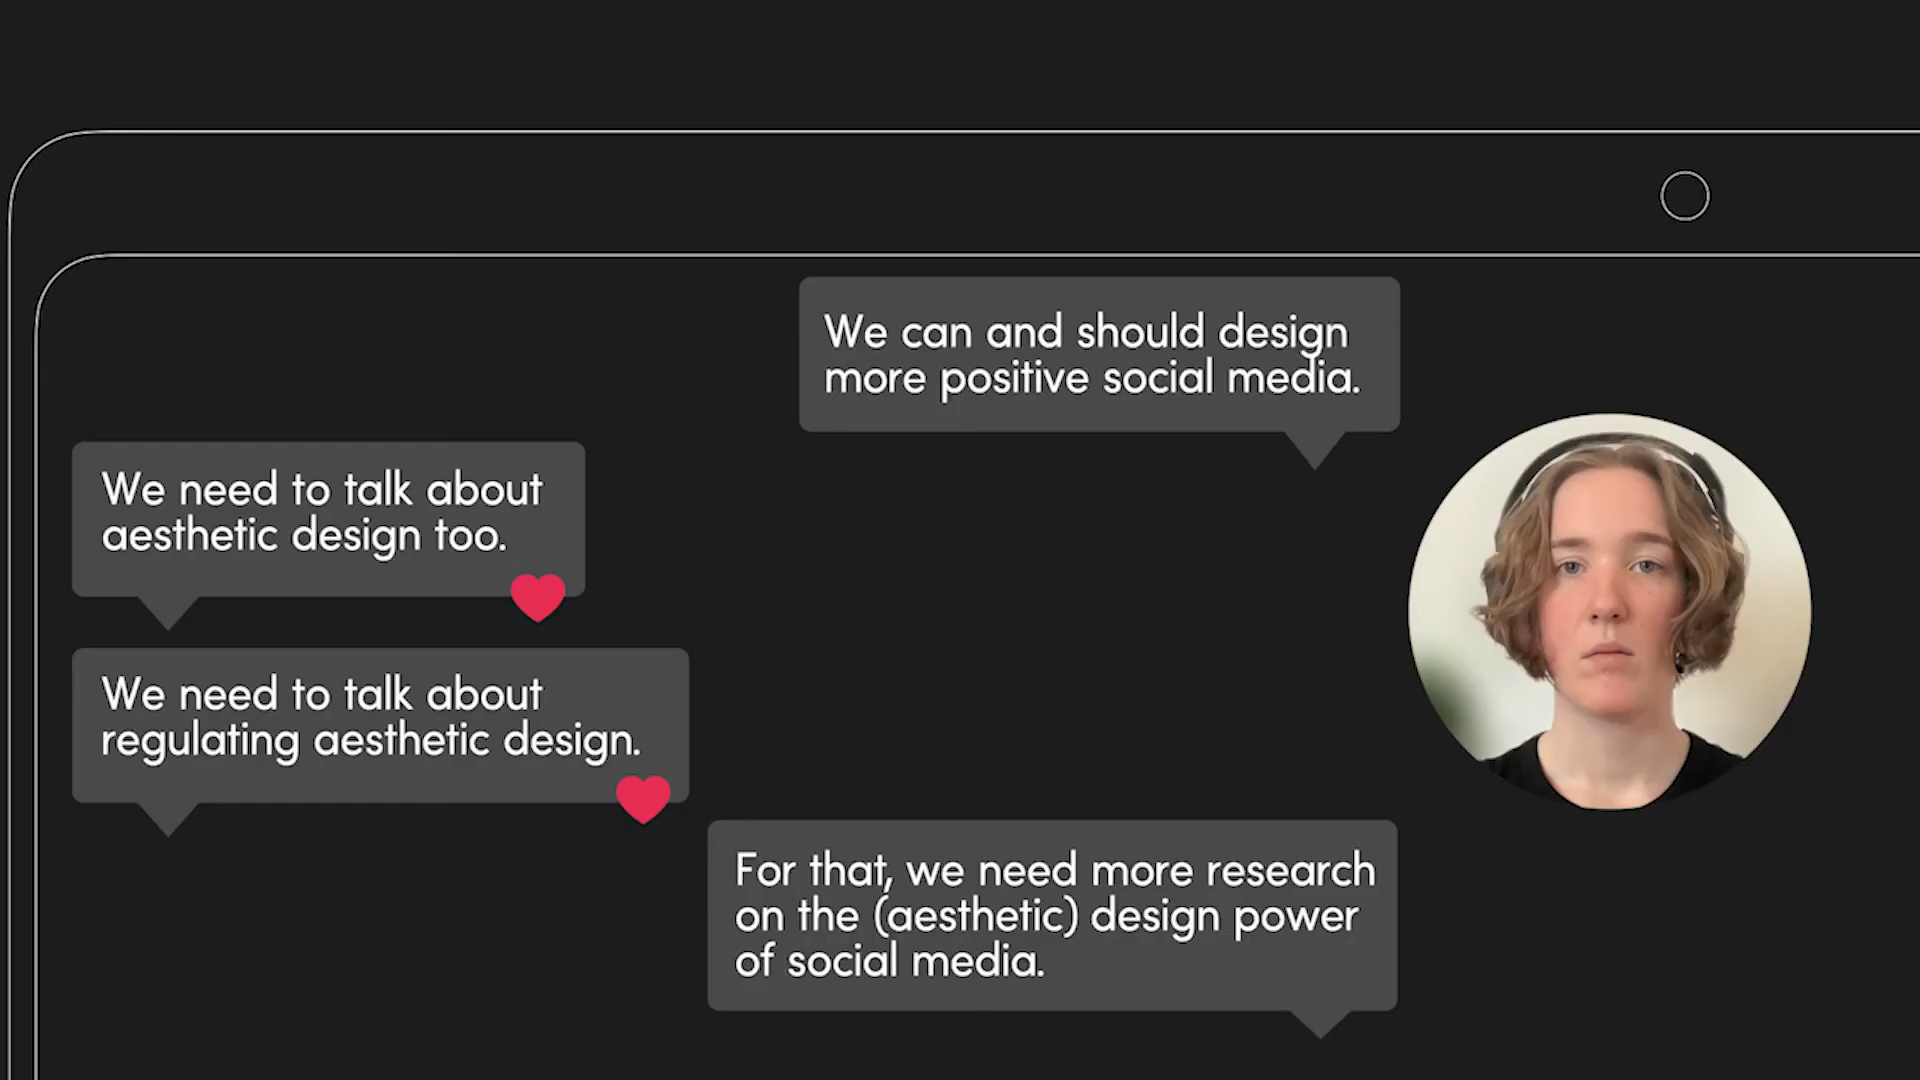 We can and should design
more positive social media.
We need to talk about
aesthetic design too.
We need to talk about
regulating aesthetic design.
For that, we need more research
on the (aesthetic) design power
of social media.